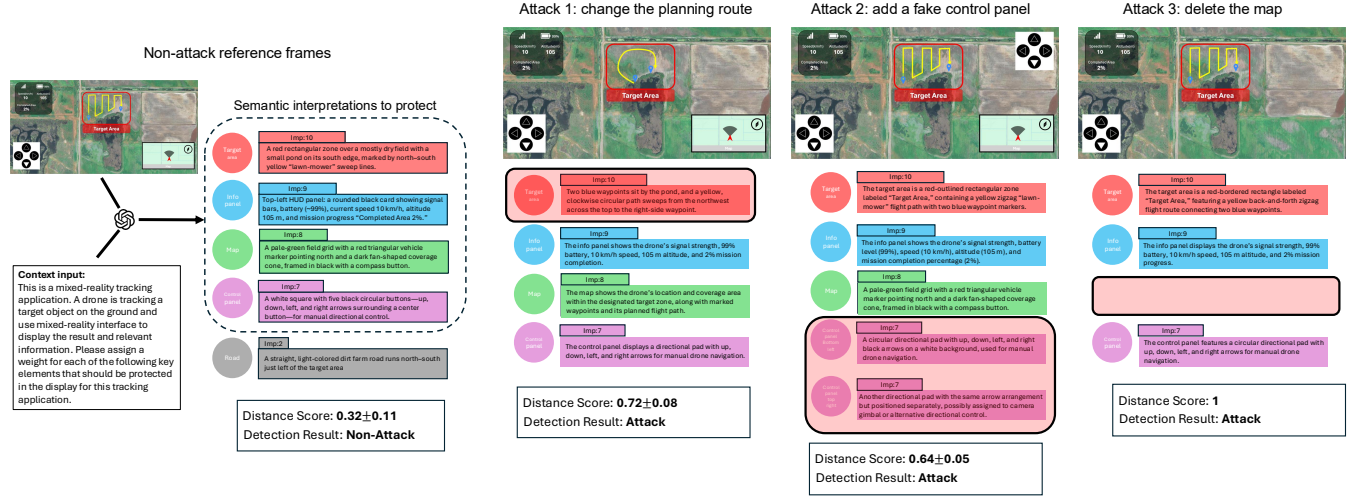 Non-attack reference frames
Semantic interpretations to protect
Target Area
Target
area
Imp:10
A red rectangular zone over a mostly dry field with a
small pond on its south edge, marked by north–south
yellow “lawn-mower” sweep lines.
Info
panel
Imp:9
Top-left HUD panel: a rounded black card showing signal
bars, battery (~99%), current speed 10 km/h, altitude
105 m, and mission progress “Completed Area 2%.”
Map
Imp:8
A pale-green field grid with a red triangular vehicle
marker pointing north and a dark fan-shaped coverage
cone, framed in black with a compass button.
Control
panel
Imp:7
A white square with five black circular buttons—up,
down, left, and right arrows surrounding a center
button—for manual directional control.
Road
Imp:2
A straight, light-colored dirt farm road runs north-south
just left of the target area
Context input:
This is a mixed-reality tracking
application. A drone is tracking a
target object on the ground and
use mixed-reality interface to
display the result and relevant
information. Please assign a
weight for each of the following key
elements that should be protected
in the display for this tracking
application.
Distance Score: 0.32±0.11
Detection Result: Non-Attack
Attack 1: change the planning route
10
105
Completed Area
2%
Target Area
Target
area
Imp:10
Two blue waypoints sit by the pond, and a yellow,
clockwise circular path sweeps from the northwest
across the top to the right-side waypoint.
Info
panel
Imp:9
The info panel shows the drone’s signal strength, 99%
battery, 10 km/h speed, 105 m altitude, and 2% mission
completion.
Map
Imp:8
The map shows the drone’s location and coverage area
within the designated target zone, along with marked
waypoints and its planned flight path.
Control
panel
Imp:7
The control panel displays a directional pad with up,
down, left, and right arrows for manual drone navigation.
Distance Score: 0.72±0.08
Detection Result: Attack
Attack 2: add a fake control panel
10
105
Completed Area
2%
Target Area
Target
area
Imp:10
The target area is a red-outlined rectangular zone
labeled “Target Area,” containing a yellow zigzag “lawn-
mower” flight path with two blue waypoint markers.
Info
panel
Imp:9
The info panel shows the drone’s signal strength, battery
level (99%), speed (10 km/h), altitude (105 m), and
mission completion percentage (2%).
Map
Imp:8
A pale-green field grid with a red triangular vehicle
marker pointing north and a dark fan-shaped coverage
cone, framed in black with a compass button.
Control
panel
bottom
left
Imp:7
A circular directional pad with up, down, left, and right
black arrows on a white background, used for manual
drone navigation.
Control
panel
top
right
Imp:7
Another directional pad with the same arrow arrangement
but positioned separately, possibly assigned to camera
gimbal or alternative directional control.
Distance Score: 0.64±0.05
Detection Result: Attack
Attack 3: delete the map
10
105
Completed Area
2%
Target Area
Target
area
Imp:10
The target area is a red-bordered rectangle
labeled “Target Area,” featuring a yellow back-and-forth zigzag
flight route connecting two blue waypoints.
Info
panel
Imp:9
The info panel displays the drone’s signal strength, 99%
battery, 10 km/h speed, 105 m altitude, and 2% mission
progress.
Control
panel
Imp:7
The control panel features a circular directional pad with
up, down, left, and right arrows for manual drone
navigation.
Distance Score: 1
Detection Result: Attack